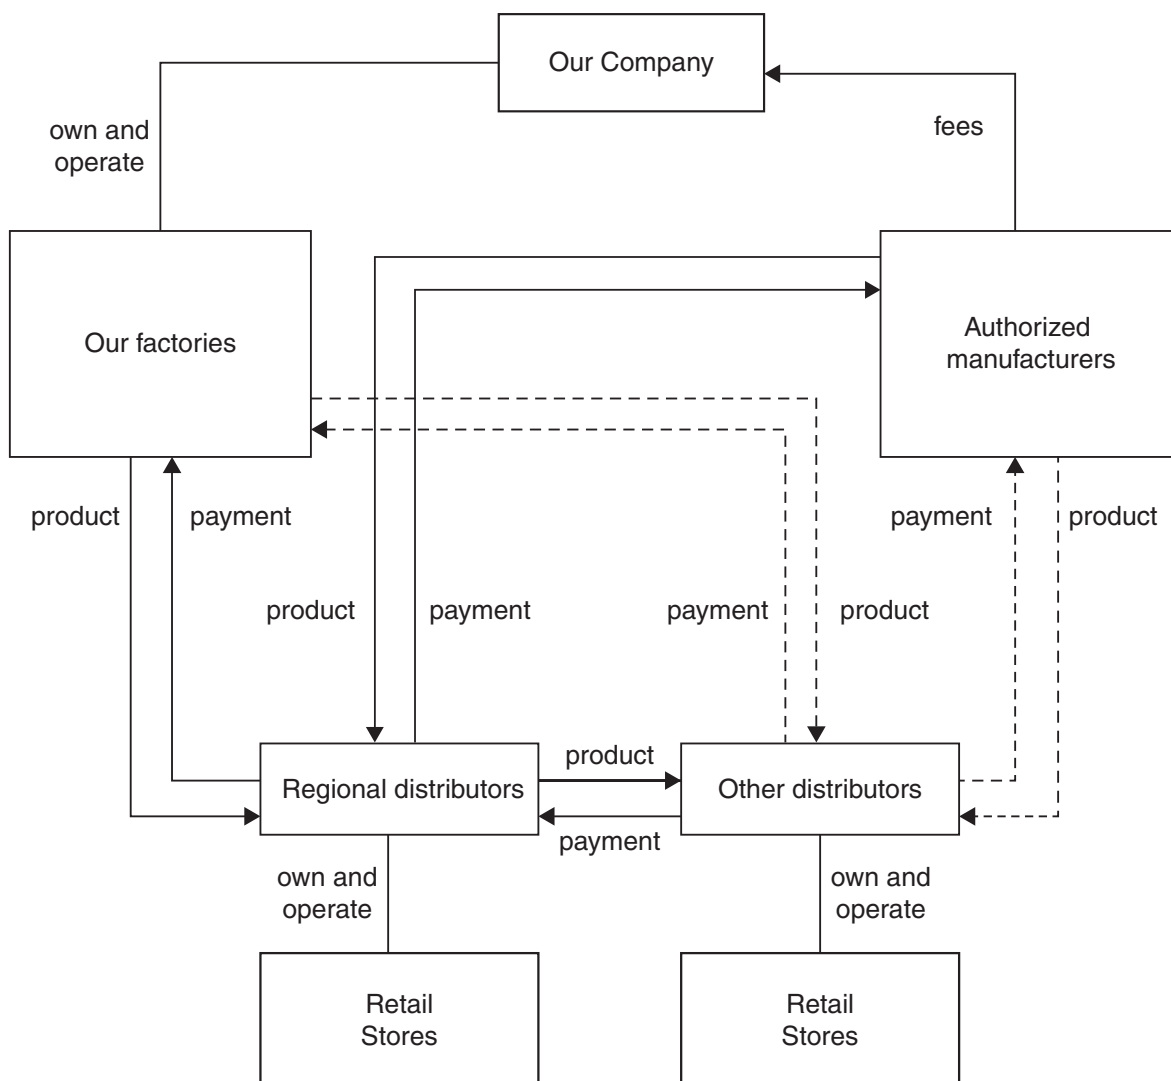 Our Company
own and
operate
fees
Our factories
Authorized
manufacturers
product
payment
payment
product
product
payment
payment
product
Regional distributors
product
payment
Other distributors
own and
operate
own and
operate
Retail
Stores
Retail
Stores